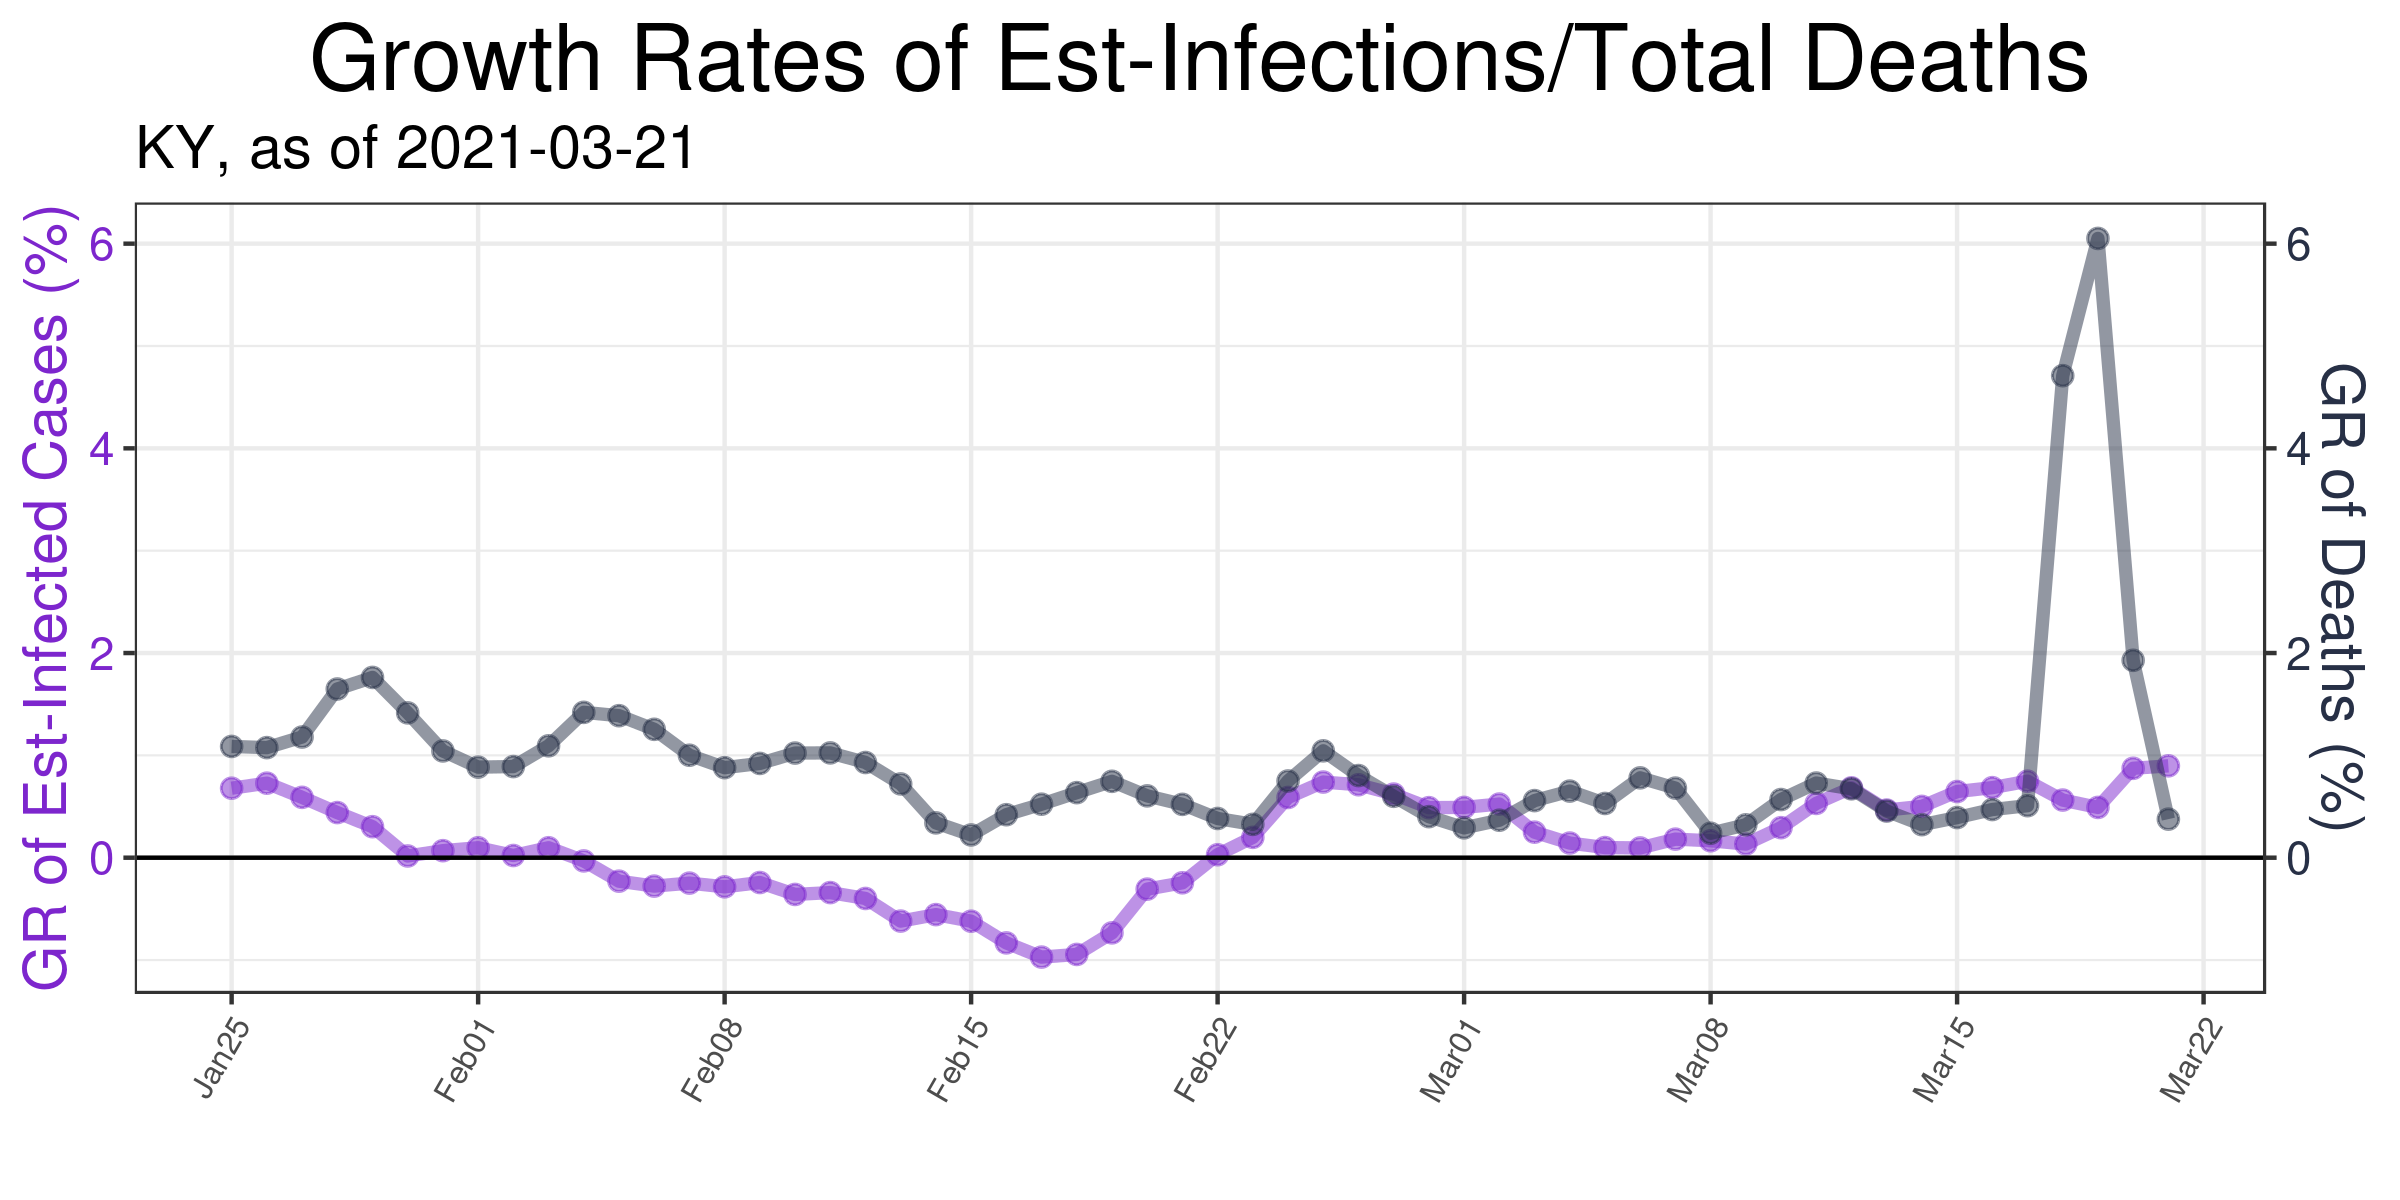 Growth Rates of Est-Infections/Total Deaths
KY, as of 2021-03-21
GR of Est-Infected Cases (%)
6
4
2
0
6
4
2
0
GR of Deaths (%)
Jan25
Feb01
Feb08
Feb15
Feb22
Mar01
Mar08
Mar15
Mar22